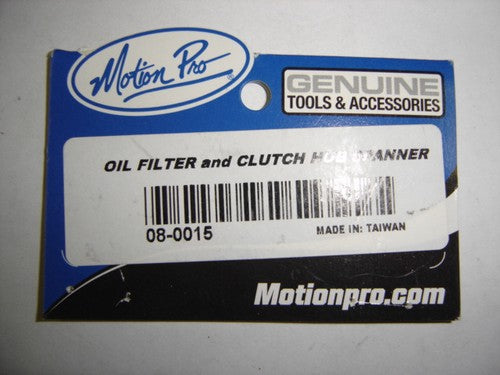 Motion Pro®
GENUINE
TOOLS & ACCESSORIES
OIL FILTER and CLUTCH HUB SPANNER
08-0015
MADE IN: TAIWAN
Motionpro.com